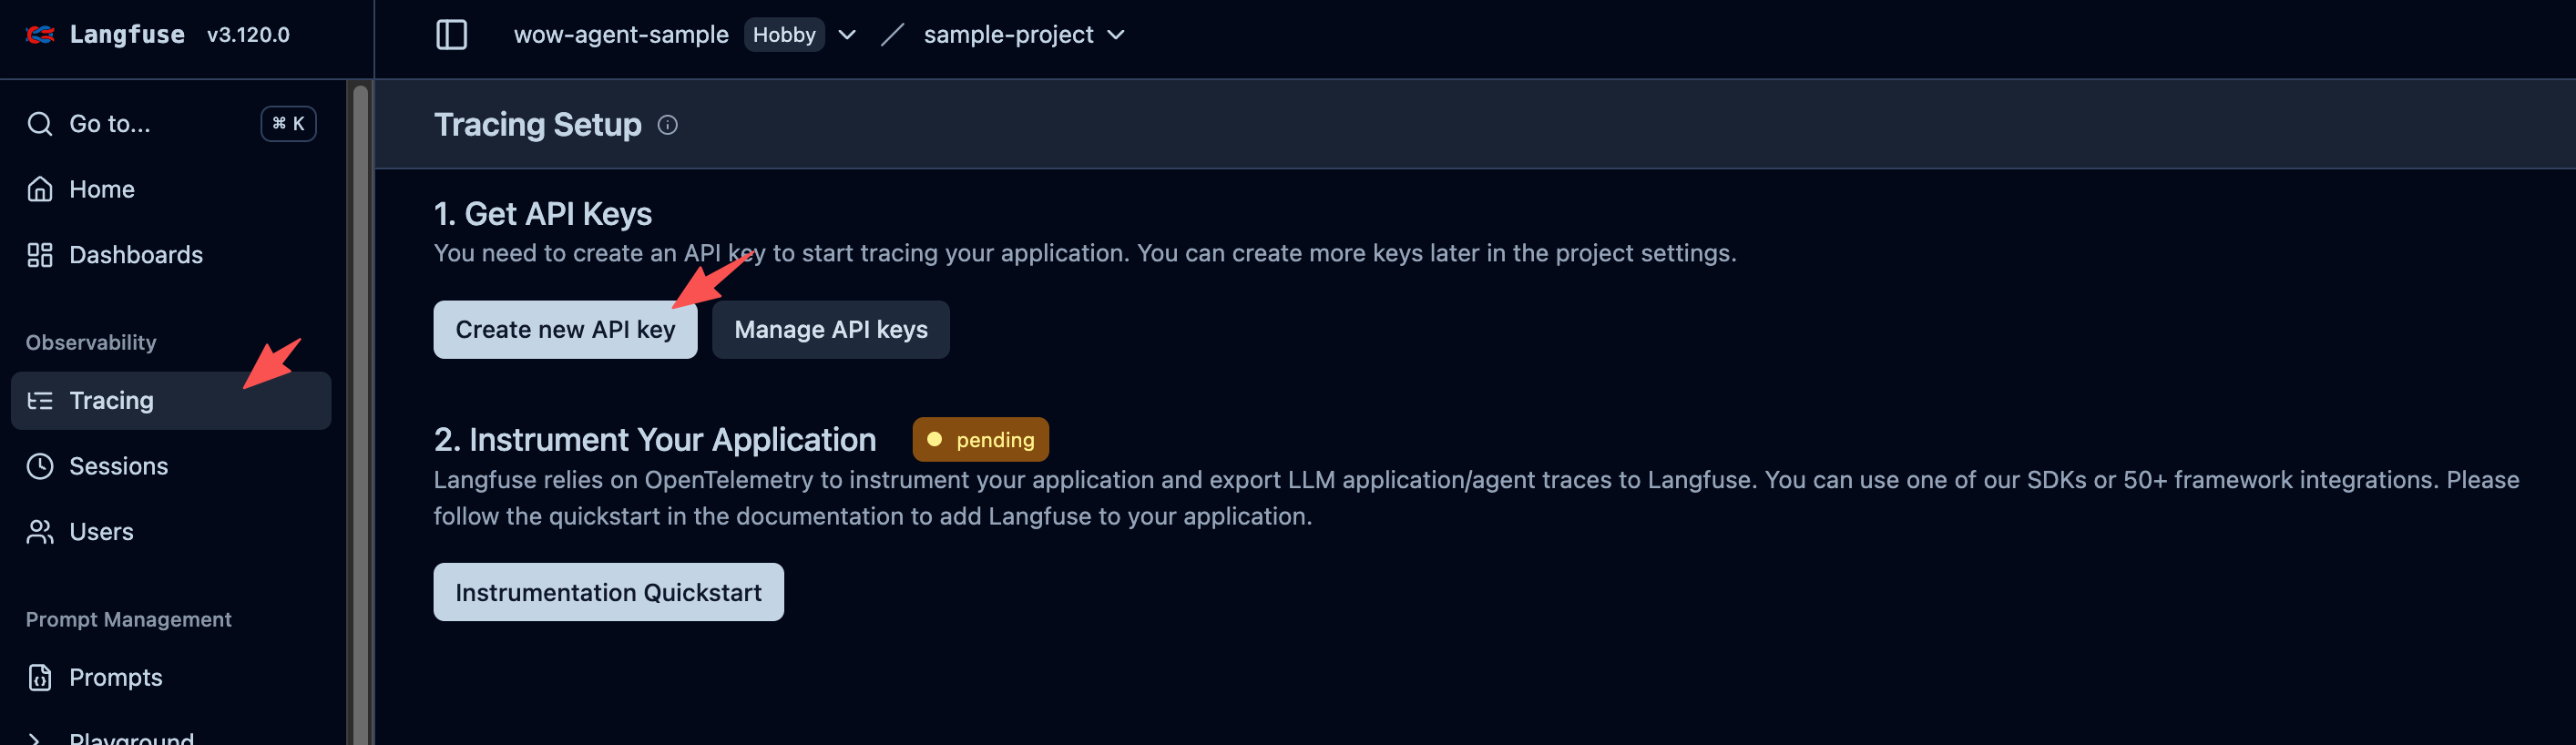 Langfuse v3.120.0
wow-agent-sample Hobby / sample-project
Go to... ⌘ K
Home
Dashboards
Observability
Tracing
Sessions
Users
Prompt Management
Prompts
Playground
Tracing Setup
1. Get API Keys
You need to create an API key to start tracing your application. You can create more keys later in the project settings.
Create new API key Manage API keys
2. Instrument Your Application pending
Langfuse relies on OpenTelemetry to instrument your application and export LLM application/agent traces to Langfuse. You can use one of our SDKs or 50+ framework integrations. Please
follow the quickstart in the documentation to add Langfuse to your application.
Instrumentation Quickstart